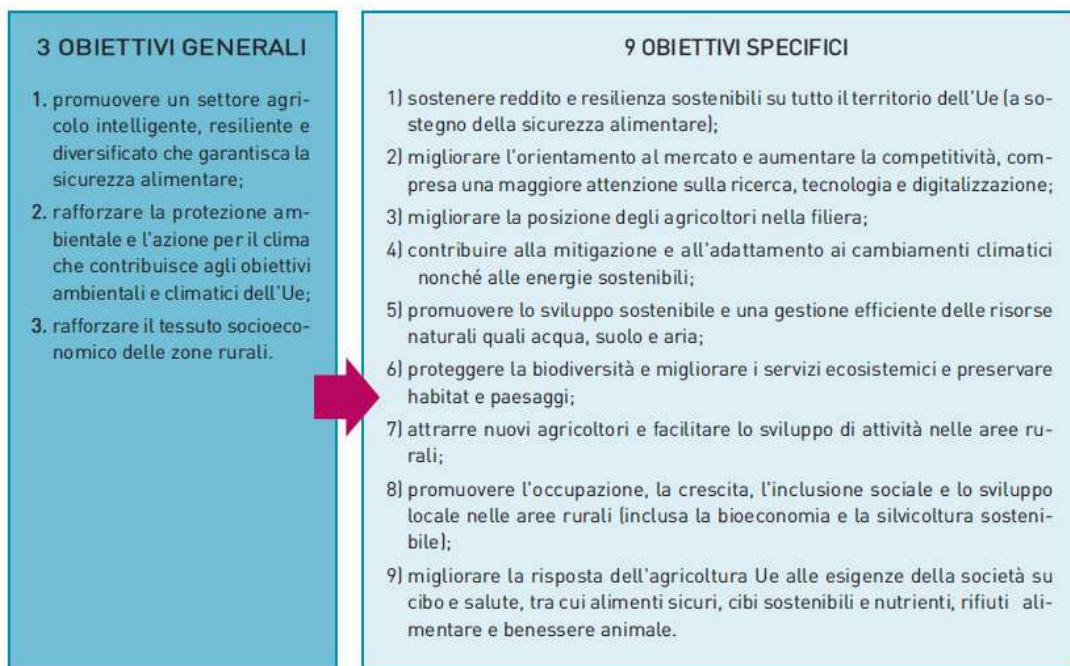 3 OBIETTIVI GENERALI
1. promuovere un settore agri-
colo intelligente, resiliente e
diversificato che garantisca la
sicurezza alimentare;
2. rafforzare la protezione am-
bientale e l'azione per il clima
che contribuisce agli obiettivi
ambientali e climatici dell'Ue;
3. rafforzare il tessuto socioeco-
nomico delle zone rurali.
9 OBIETTIVI SPECIFICI
1) sostenere reddito e resilienza sostenibili su tutto il territorio dell'Ue (a so-
stegno della sicurezza alimentare);
2) migliorare l'orientamento al mercato e aumentare la competitività, com-
presa una maggiore attenzione sulla ricerca, tecnologia e digitalizzazione;
3) migliorare la posizione degli agricoltori nella filiera;
4) contribuire alla mitigazione e all'adattamento ai cambiamenti climatici
nonché alle energie sostenibili;
5) promuovere lo sviluppo sostenibile e una gestione efficiente delle risorse
naturali quali acqua, suolo e aria;
6) proteggere la biodiversità e migliorare i servizi ecosistemici e preservare
habitat e paesaggi;
7) attrarre nuovi agricoltori e facilitare lo sviluppo di attività nelle aree ru-
rali;
8) promuovere l'occupazione, la crescita, l'inclusione sociale e lo sviluppo
locale nelle aree rurali (inclusa la bioeconomia e la silvicoltura sosteni-
bile);
9) migliorare la risposta dell'agricoltura Ue alle esigenze della società su
cibo e salute, tra cui alimenti sicuri, cibi sostenibili e nutrienti, rifiuti ali-
mentare e benessere animale.